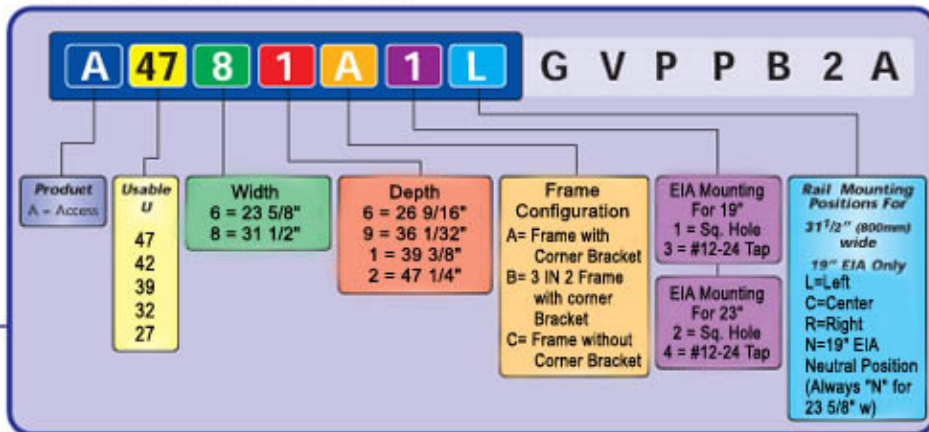 A 47 8 1 A 1 L G V P P B 2 A
Product
A = Access
Usable
U
47
42
39
32
27
Width
6 = 23 5/8"
8 = 31 1/2"
Depth
6 = 26 9/16"
9 = 36 1/32"
1 = 39 3/8"
2 = 47 1/4"
Frame
Configuration
A= Frame with
Corner Bracket
B= 3 IN 2 Frame
with corner
Bracket
C= Frame without
Corner Bracket
EIA Mounting
For 19"
1 = Sq. Hole
3 = #12-24 Tap
EIA Mounting
For 23"
2 = Sq. Hole
4 = #12-24 Tap
Rail Mounting
Positions For
31 1/2" (800mm)
wide
19" EIA Only
L=Left
C=Center
R=Right
N=19" EIA
Neutral Position
(Always "N" for
23 5/8" w)